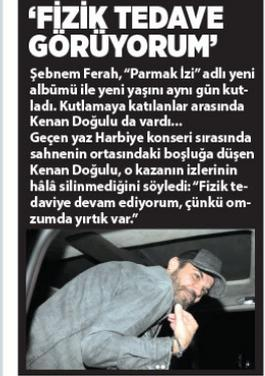 ‘FİZİK TEDAVE
GÖRÜYORUM’
Şebnem Ferah, “Parmak İzi” adlı yeni
albümü ile yeni yaşını aynı gün kut-
ladı. Kutlamaya katılanlar arasında
Kenan Doğulu da vardı...
Geçen yaz Harbiye konseri sırasında
sahnenin ortasındaki boşluğa düşen
Kenan Doğulu, o kazanın izlerinin
hâlâ silinmediğini söyledi: “Fizik te-
daviye devam ediyorum, çünkü om-
zumda yırtık var.”